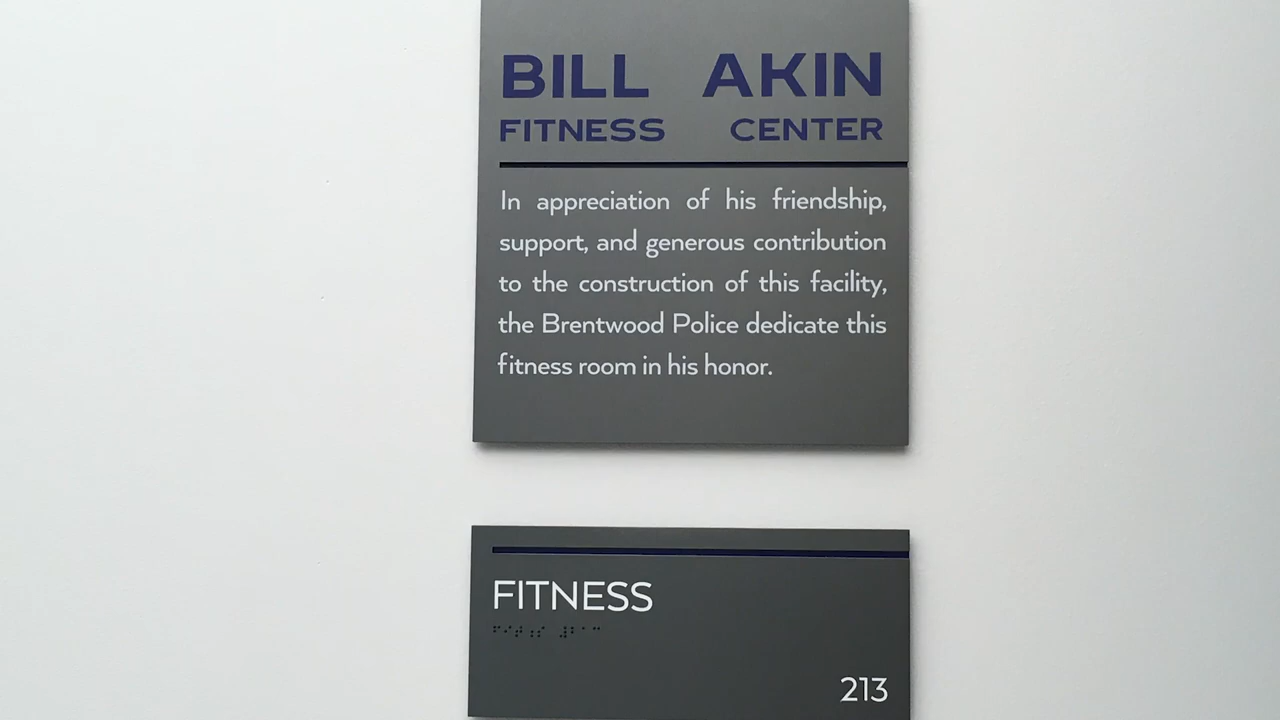 BILL AKIN
FITNESS CENTER
In appreciation of his friendship,
support, and generous contribution
to the construction of this facility,
the Brentwood Police dedicate this
fitness room in his honor.
FITNESS
213